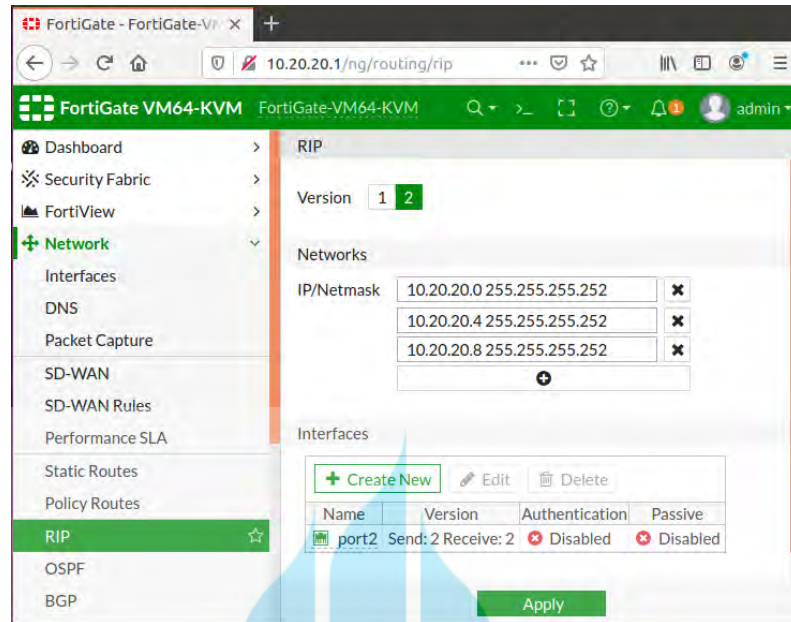 FortiGate - FortiGate-V
10.20.20.1/ng/routing/rip
FortiGate VM64-KVM FortiGate-VM64-KVM
1
admin
Dashboard
Security Fabric
FortiView
Network
Interfaces
DNS
Packet Capture
SD-WAN
SD-WAN Rules
Performance SLA
Static Routes
Policy Routes
RIP
OSPF
BGP
RIP
Version 1 2
Networks
IP/Netmask 10.20.20.0 255.255.255.252
10.20.20.4 255.255.255.252
10.20.20.8 255.255.255.252
Interfaces
Create New Edit Delete
Name Version Authentication Passive
port2 Send: 2 Receive: 2 Disabled Disabled
Apply